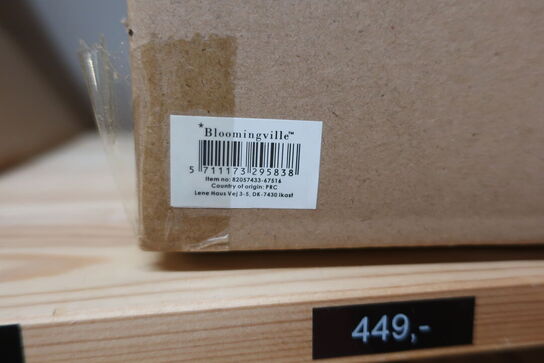 *Bloomingville™
5 711173 295838
Item no: 82057433-67516
Country of origin: PRC
Lene Haus Vej 3-5, DK-7430 Ikast
449,-